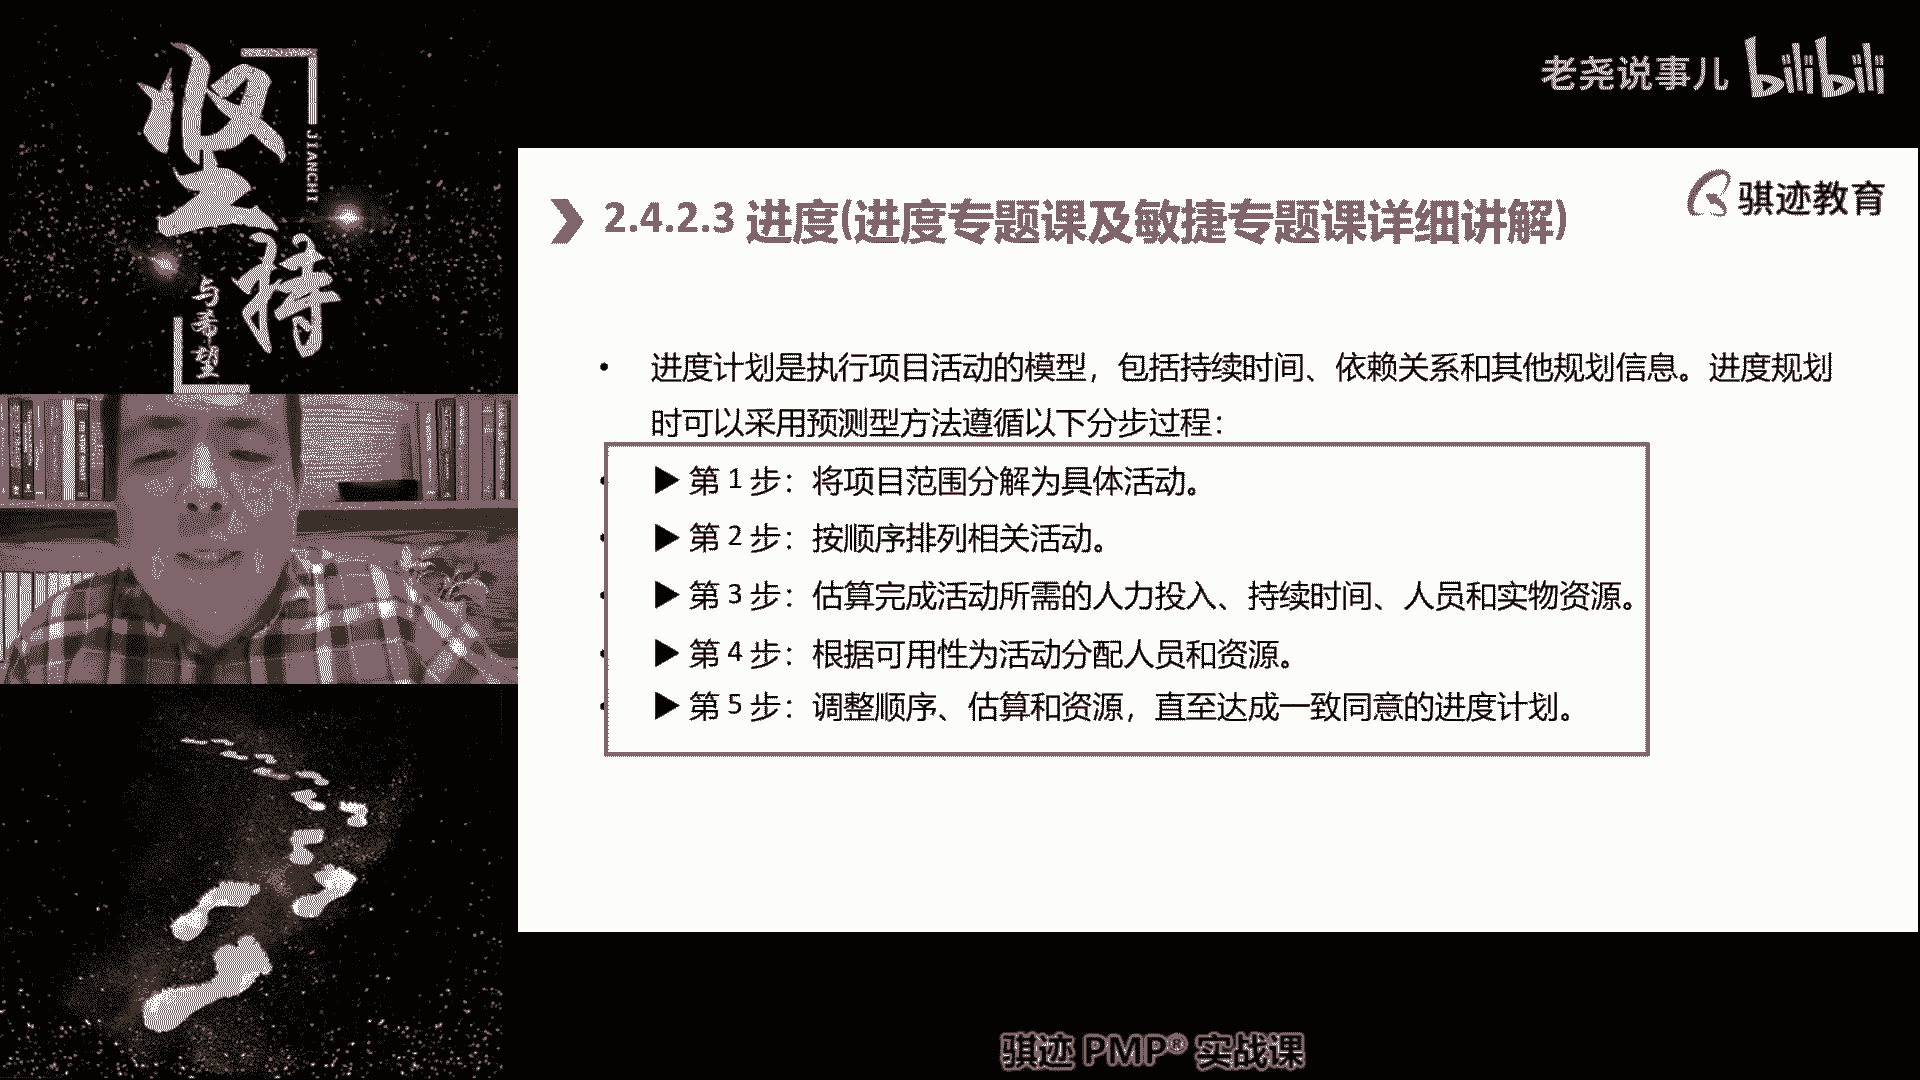 坚持
JIANCHI
与希望
老尧说事儿 bilibili
骐迹教育
2.4.2.3 进度(进度专题课及敏捷专题课详细讲解)
• 进度计划是执行项目活动的模型，包括持续时间、依赖关系和其他规划信息。进度规划
时可以采用预测型方法遵循以下分步过程：
▶ 第 1 步：将项目范围分解为具体活动。
▶ 第 2 步：按顺序排列相关活动。
▶ 第 3 步：估算完成活动所需的人力投入、持续时间、人员和实物资源。
▶ 第 4 步：根据可用性为活动分配人员和资源。
▶ 第 5 步：调整顺序、估算和资源，直至达成一致同意的进度计划。
骐迹 PMP® 实战课